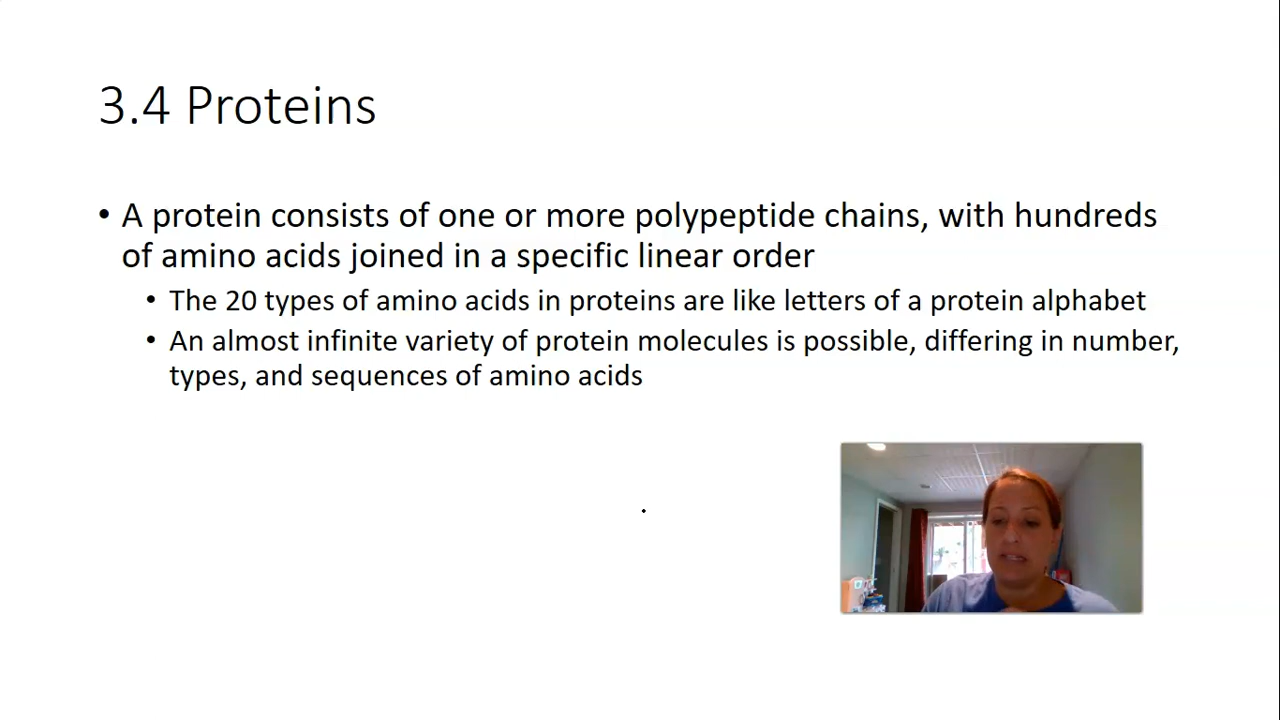 3.4 Proteins
• A protein consists of one or more polypeptide chains, with hundreds
of amino acids joined in a specific linear order
• The 20 types of amino acids in proteins are like letters of a protein alphabet
• An almost infinite variety of protein molecules is possible, differing in number,
types, and sequences of amino acids